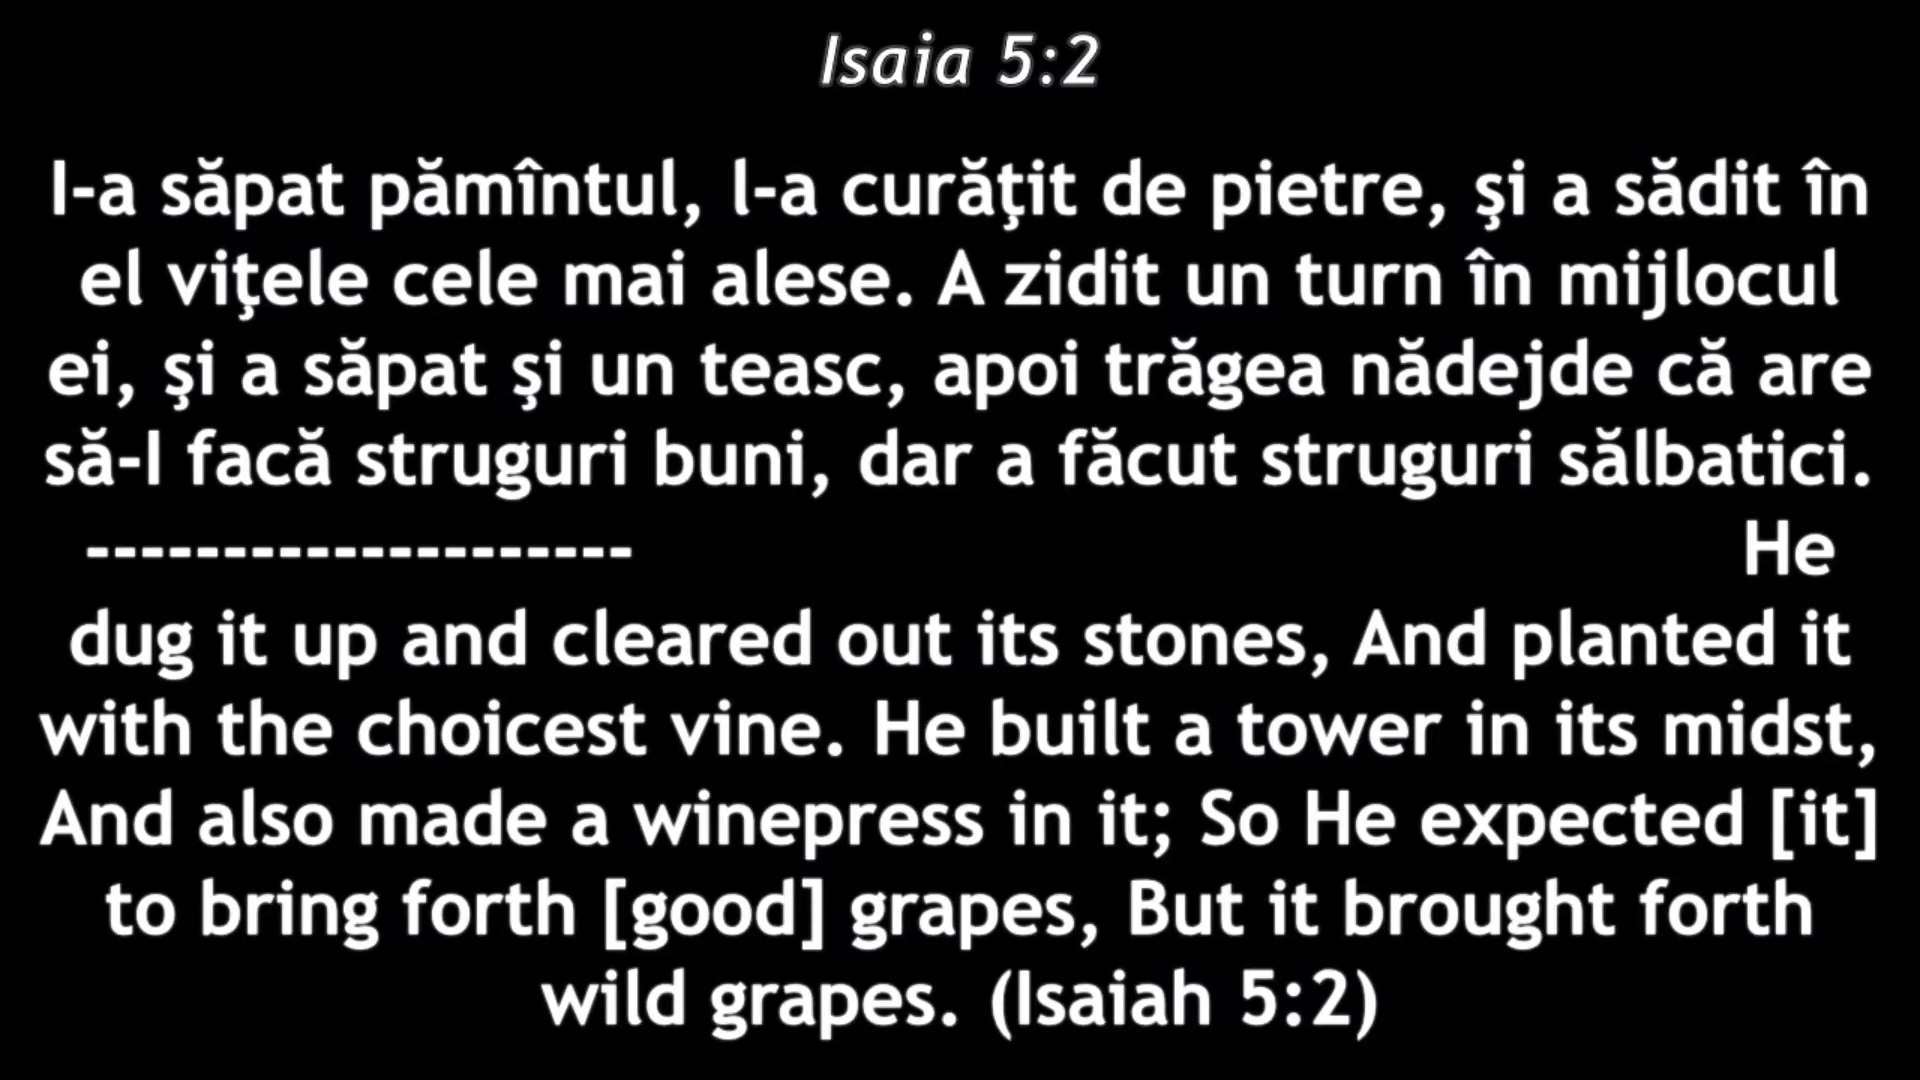 Isaia 5:2
I-a săpat pămîntul, l-a curăţit de pietre, şi a sădit în
el viţele cele mai alese. A zidit un turn în mijlocul
ei, şi a săpat şi un teasc, apoi trăgea nădejde că are
să-I facă struguri buni, dar a făcut struguri sălbatici.
-------------------- He
dug it up and cleared out its stones, And planted it
with the choicest vine. He built a tower in its midst,
And also made a winepress in it; So He expected [it]
to bring forth [good] grapes, But it brought forth
wild grapes. (Isaiah 5:2)